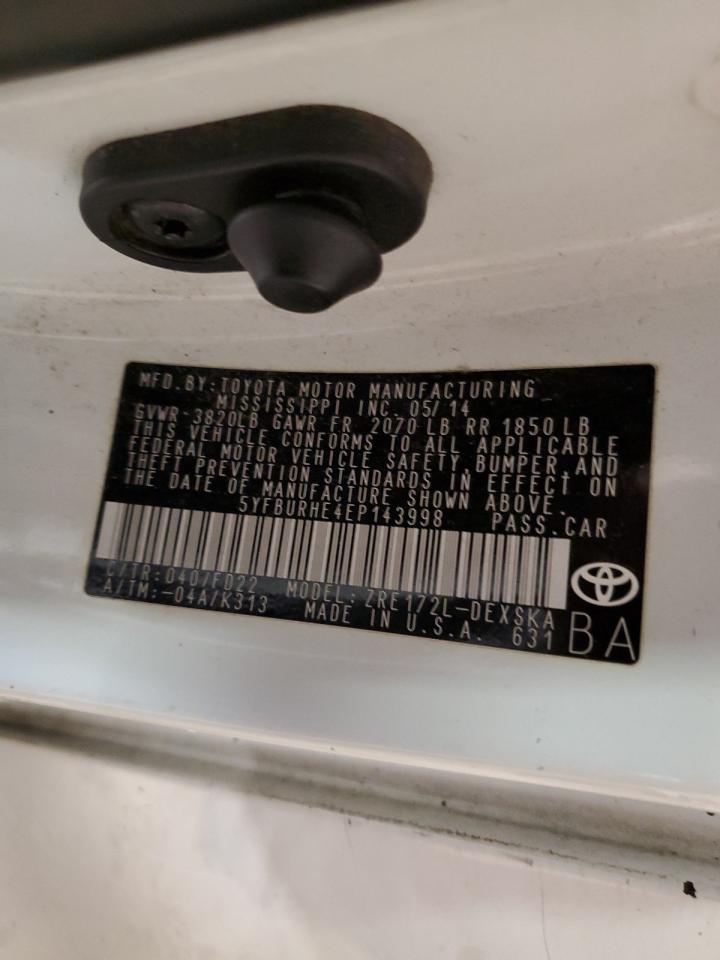 MFD.BY:TOYOTA MOTOR MANUFACTURING
MISSISSIPPI INC. 05/14
GVWR-3820LB GAWR FR 2070 LB RR 1850 LB
THIS VEHICLE CONFORMS TO ALL APPLICABLE
FEDERAL MOTOR VEHICLE SAFETY,BUMPER,AND
THEFT PREVENTION STANDARDS IN EFFECT ON
THE DATE OF MANUFACTURE SHOWN ABOVE.
5YFBURHE4EP143998 PASS.CAR
C/TR:040/FD22 MODEL:ZRE172L-DEXSKA
A/TM:-04A/K313 MADE IN U.S.A. 631
BA